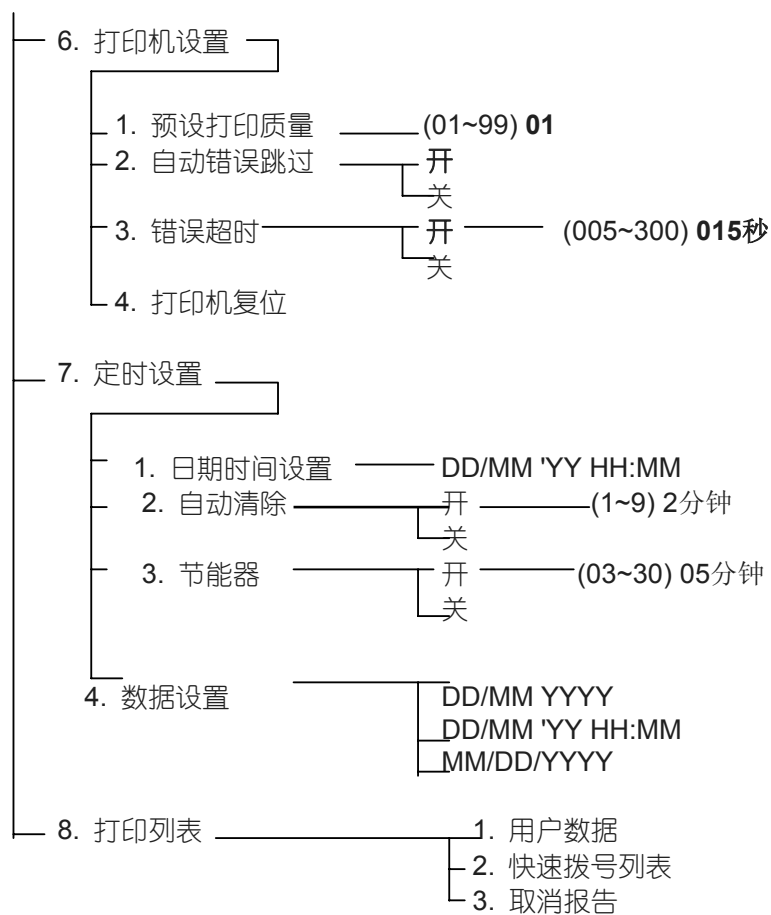 6. 打印机设置
1. 预设打印质量 (01~99) 01
2. 自动错误跳过 开
关
3. 错误超时 开 (005~300) 015秒
关
4. 打印机复位
7. 定时设置
1. 日期时间设置 DD/MM 'YY HH:MM
2. 自动清除 开 (1~9) 2分钟
关
3. 节能器 开 (03~30) 05分钟
关
4. 数据设置 DD/MM YYYY
DD/MM 'YY HH:MM
MM/DD/YYYY
8. 打印列表 1. 用户数据
2. 快速拨号列表
3. 取消报告